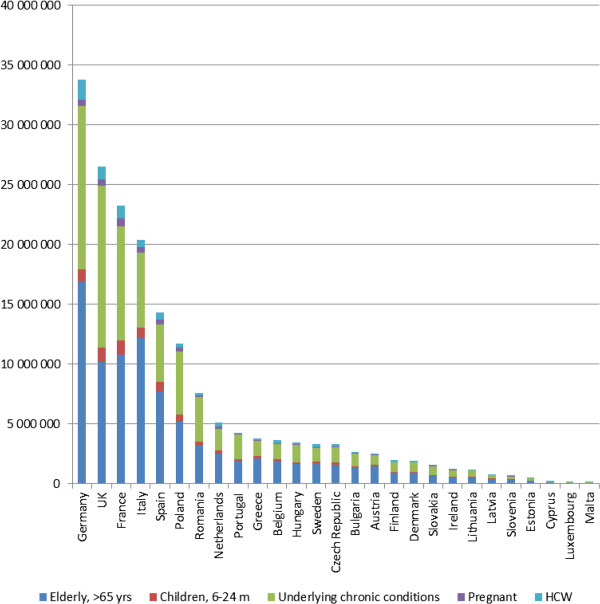 40 000 000
35 000 000
30 000 000
25 000 000
20 000 000
15 000 000
10 000 000
5 000 000
0
Germany
UK
France
Italy
Spain
Poland
Romania
Netherlands
Portugal
Greece
Belgium
Hungary
Sweden
Czech Republic
Bulgaria
Austria
Finland
Denmark
Slovakia
Ireland
Lithuania
Latvia
Slovenia
Estonia
Cyprus
Luxembourg
Malta
Elderly, >65 yrs Children, 6-24 m Underlying chronic conditions Pregnant HCW